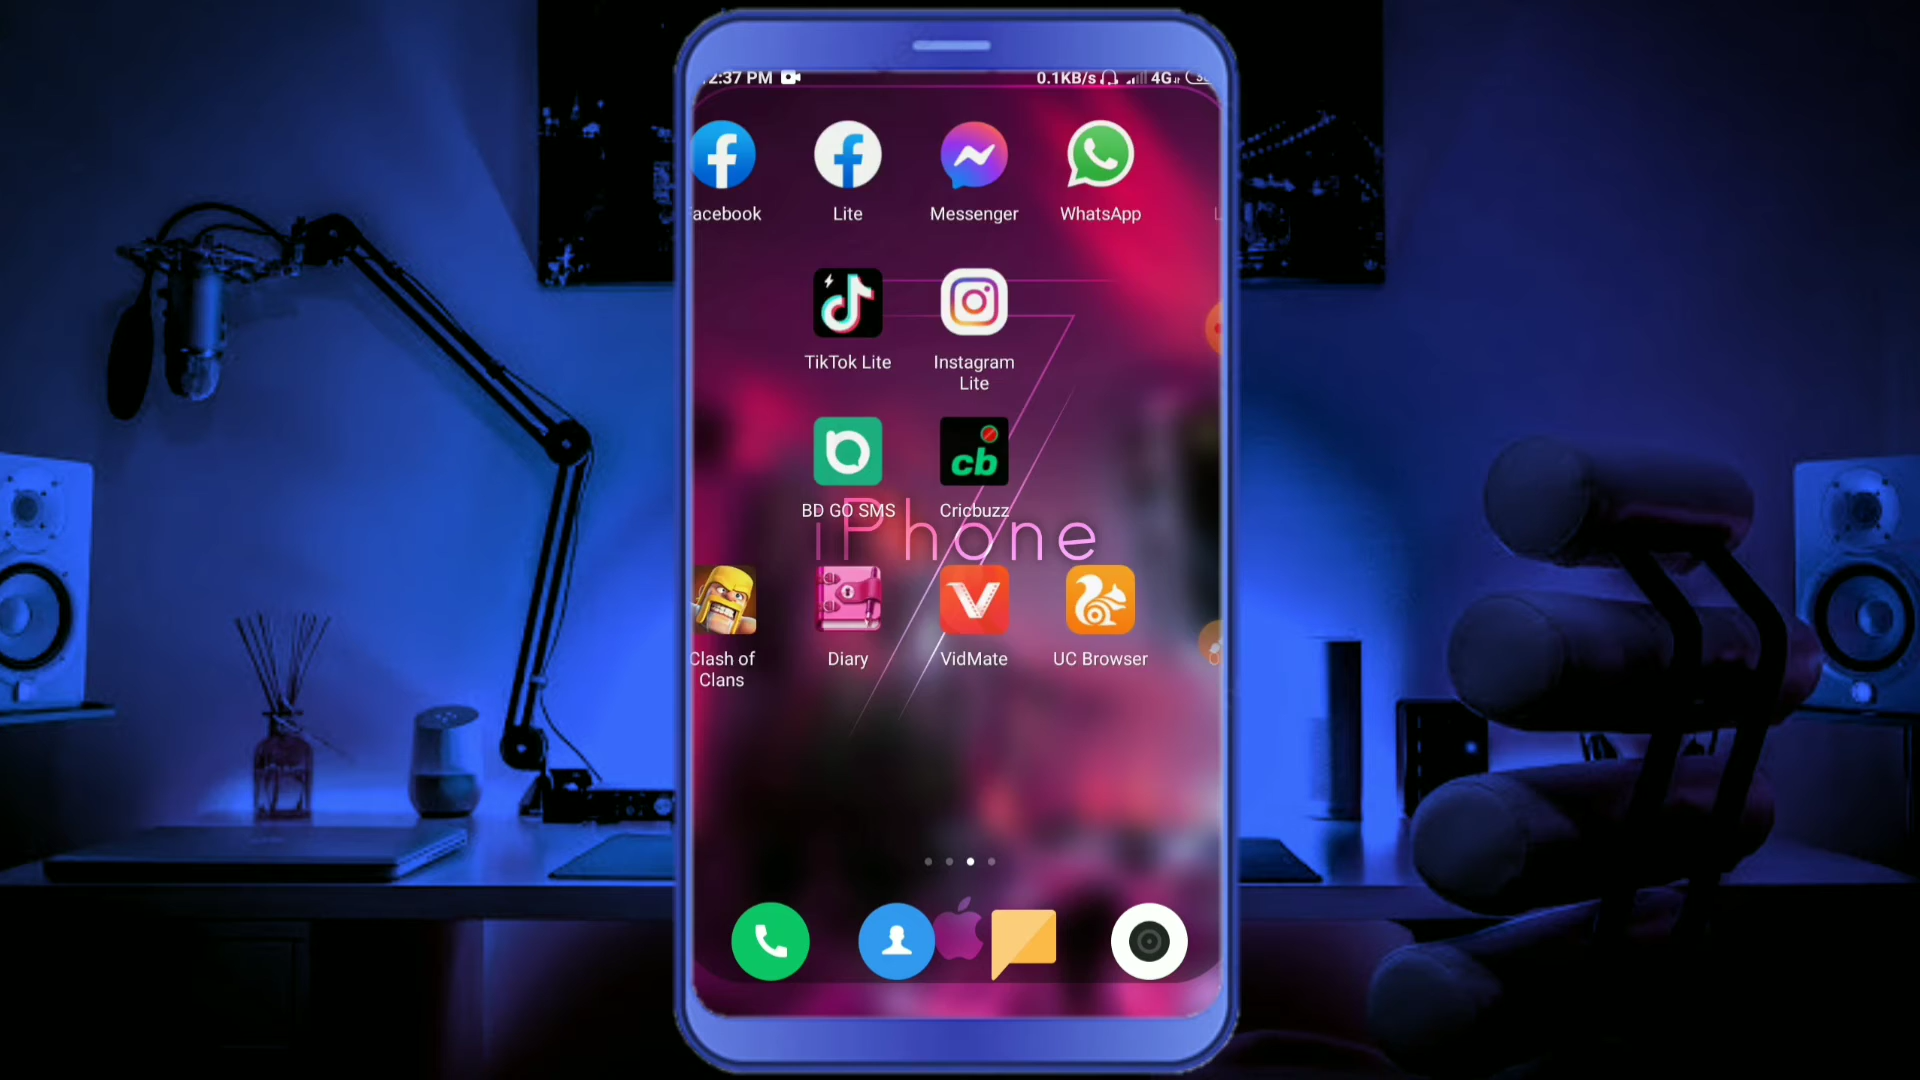 2:37 PM
0.1KB/s 4G
acebook
Lite
Messenger
WhatsApp
TikTok Lite
Instagram
Lite
cb
BD GO SMS
Cricbuzz
iPhone
Clash of
Clans
Diary
VidMate
UC Browser